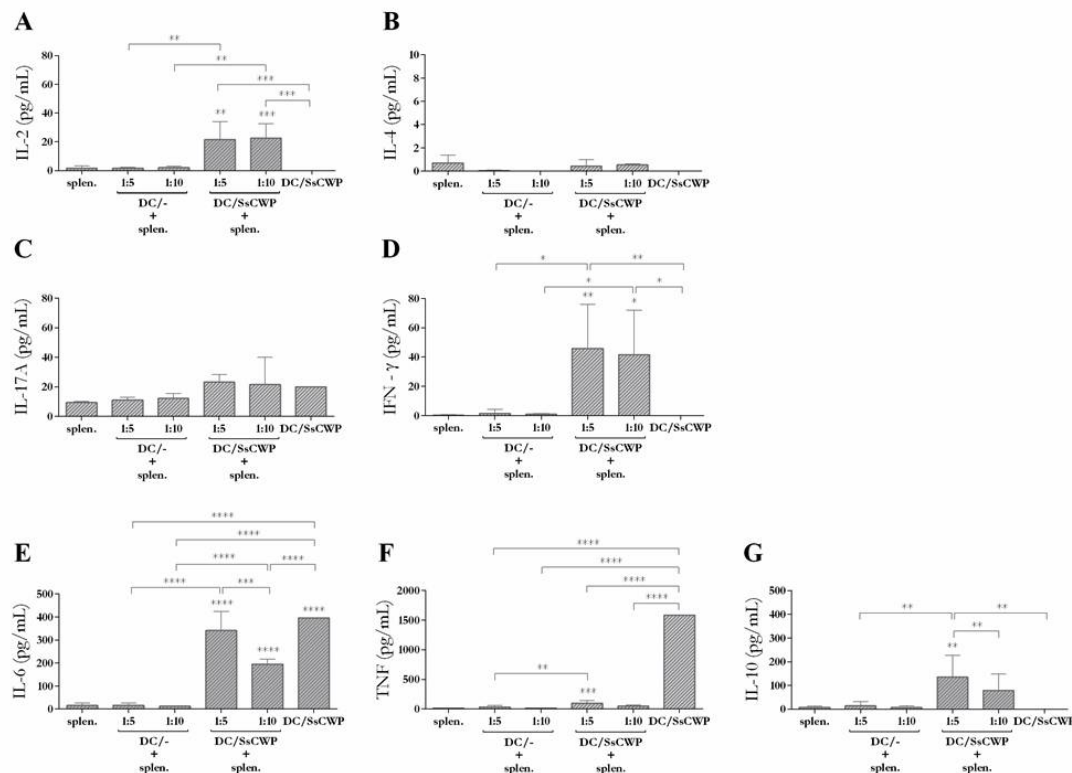 A
IL-2 (pg/mL)
80
60
40
20
0
**
**
***
***
**
***
splen.
1:5
1:10
1:5
1:10
DC/SsCWP
DC/-
+
splen.
DC/SsCWP
+
splen.
B
IL-4 (pg/mL)
10
8
6
4
2
0
splen.
1:5
1:10
1:5
1:10
DC/SsCWP
DC/-
+
splen.
DC/SsCWP
+
splen.
C
IL-17A (pg/mL)
80
60
40
20
0
splen.
1:5
1:10
1:5
1:10
DC/SsCWP
DC/-
+
splen.
DC/SsCWP
+
splen.
D
IFN - γ (pg/mL)
80
60
40
20
0
*
**
*
*
**
*
splen.
1:5
1:10
1:5
1:10
DC/SsCWP
DC/-
+
splen.
DC/SsCWP
+
splen.
E
IL-6 (pg/mL)
500
400
300
200
100
0
****
****
****
****
****
***
****
****
****
splen.
1:5
1:10
1:5
1:10
DC/SsCWP
DC/-
+
splen.
DC/SsCWP
+
splen.
F
TNF (pg/mL)
2000
1500
1000
500
0
****
****
****
****
**
***
splen.
1:5
1:10
1:5
1:10
DC/SsCWP
DC/-
+
splen.
DC/SsCWP
+
splen.
G
IL-10 (pg/mL)
500
400
300
200
100
0
**
**
**
**
splen.
1:5
1:10
1:5
1:10
DC/SsCWP
DC/-
+
splen.
DC/SsCWP
+
splen.